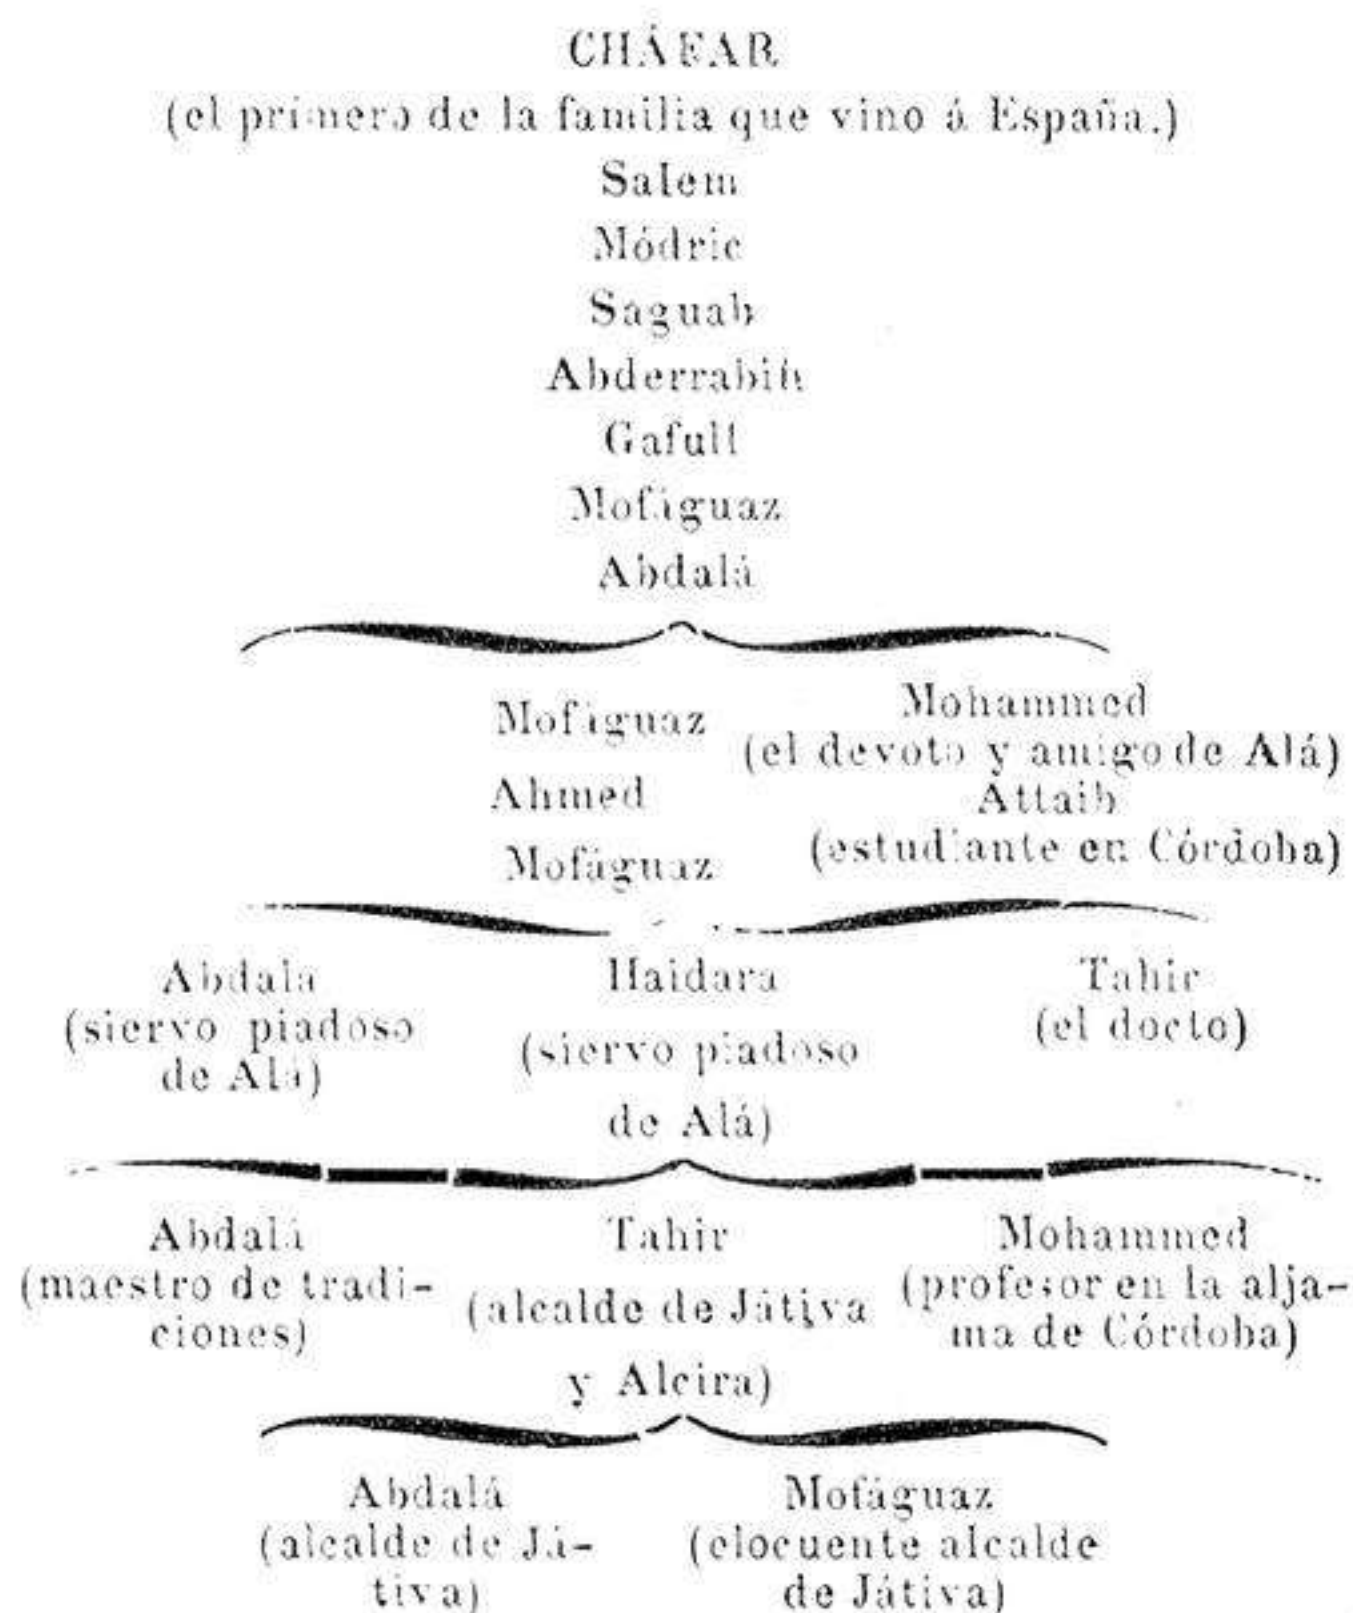 CHÁFAR
(el primero de la familia que vino á España.)
Salem
Módric
Saguab
Abderrabih
Gafull
Mofáguaz
Abdalá
Mofáguaz
Ahmed
Mofáguaz
Mohammed
(el devoto y amigo de Alá)
Attaib
(estudiante en Córdoba)
Abdala
(siervo piadoso
de Alá)
Haidara
(siervo piadoso
de Alá)
Tahir
(el docto)
Abdalá
(maestro de tradi-
ciones)
Tahir
(alcalde de Játiva
y Alcira)
Mohammed
(profesor en la alja-
ma de Córdoba)
Abdalá
(alcalde de Já-
tiva)
Mofáguaz
(elocuente alcalde
de Játiva)